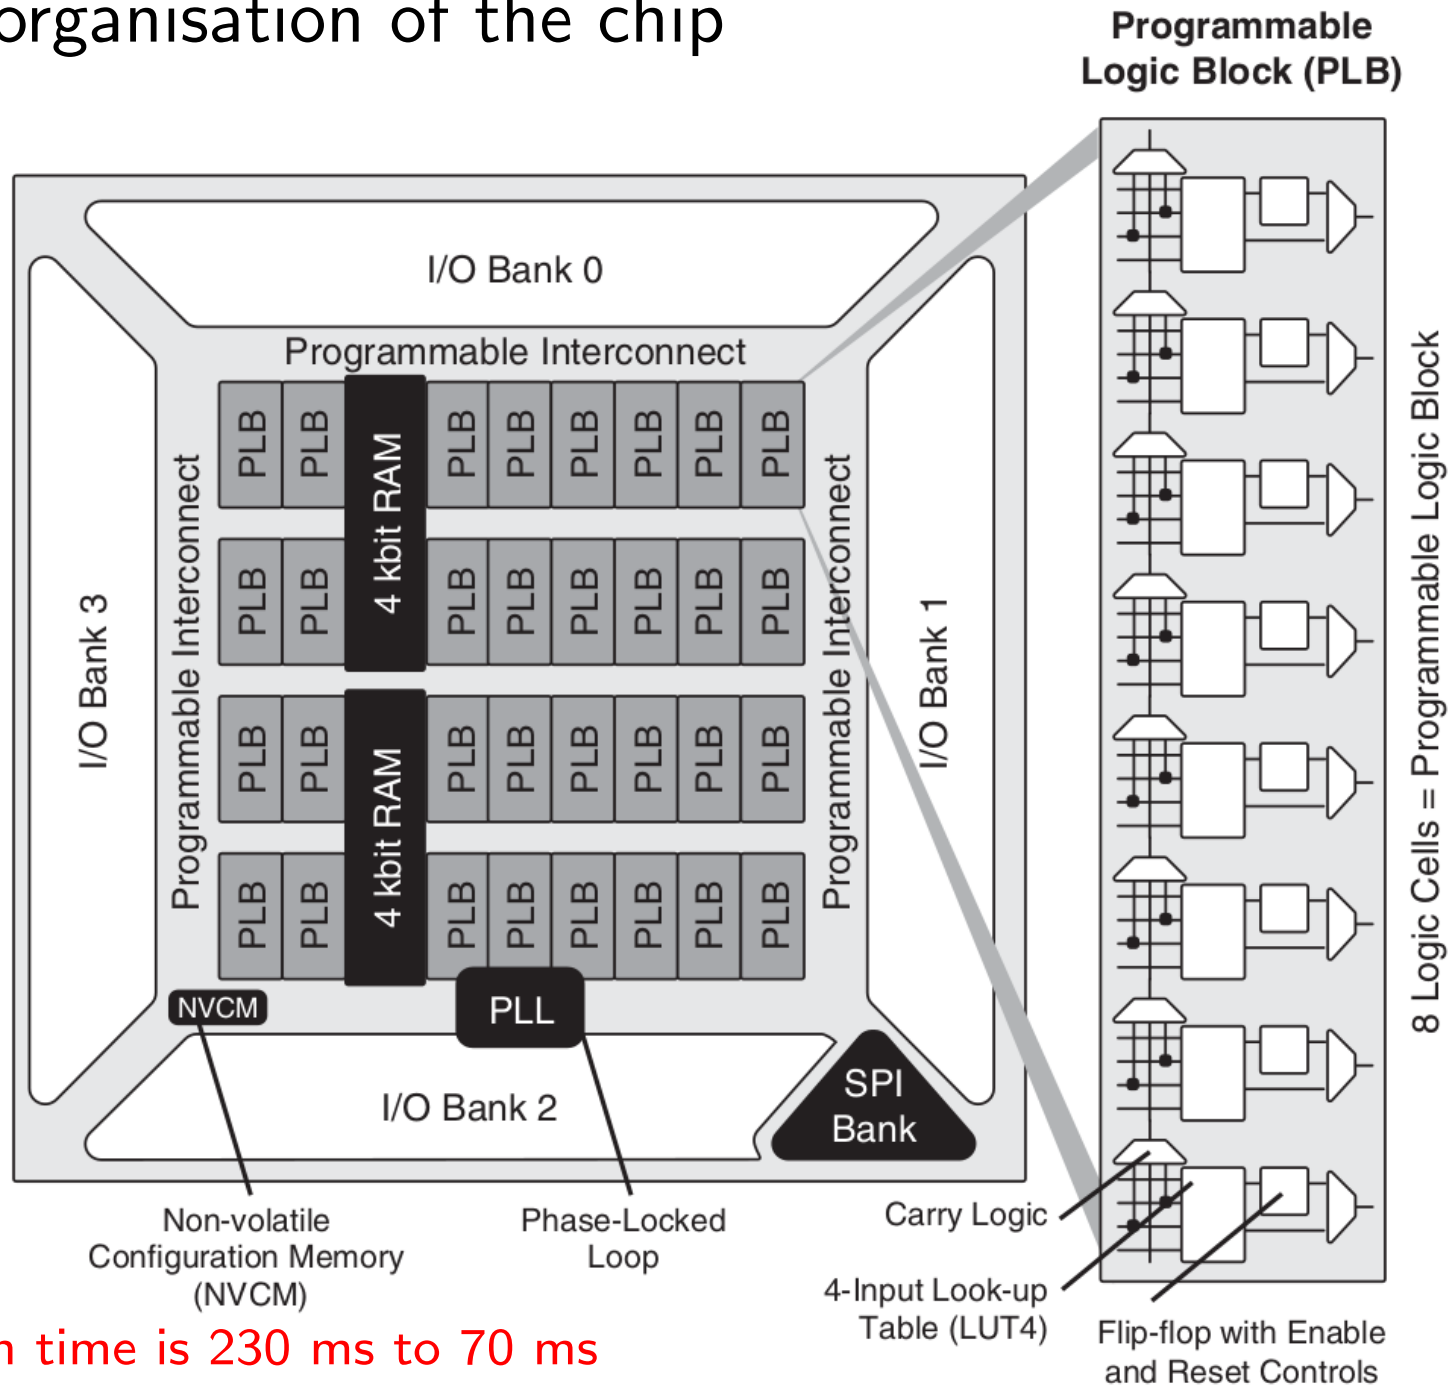 organisation of the chip
Programmable
Logic Block (PLB)
I/O Bank 0
Programmable Interconnect
I/O Bank 3
Programmable Interconnect
PLB PLB 4 kbit RAM PLB PLB PLB PLB PLB PLB
PLB PLB PLB PLB PLB PLB PLB PLB
PLB PLB 4 kbit RAM PLB PLB PLB PLB PLB PLB
PLB PLB PLB PLB PLB PLB PLB PLB
Programmable Interconnect
I/O Bank 1
NVCM
PLL
I/O Bank 2
SPI
Bank
8 Logic Cells = Programmable Logic Block
Non-volatile
Configuration Memory
(NVCM)
Phase-Locked
Loop
Carry Logic
4-Input Look-up
Table (LUT4)
Flip-flop with Enable
and Reset Controls
time is 230 ms to 70 ms